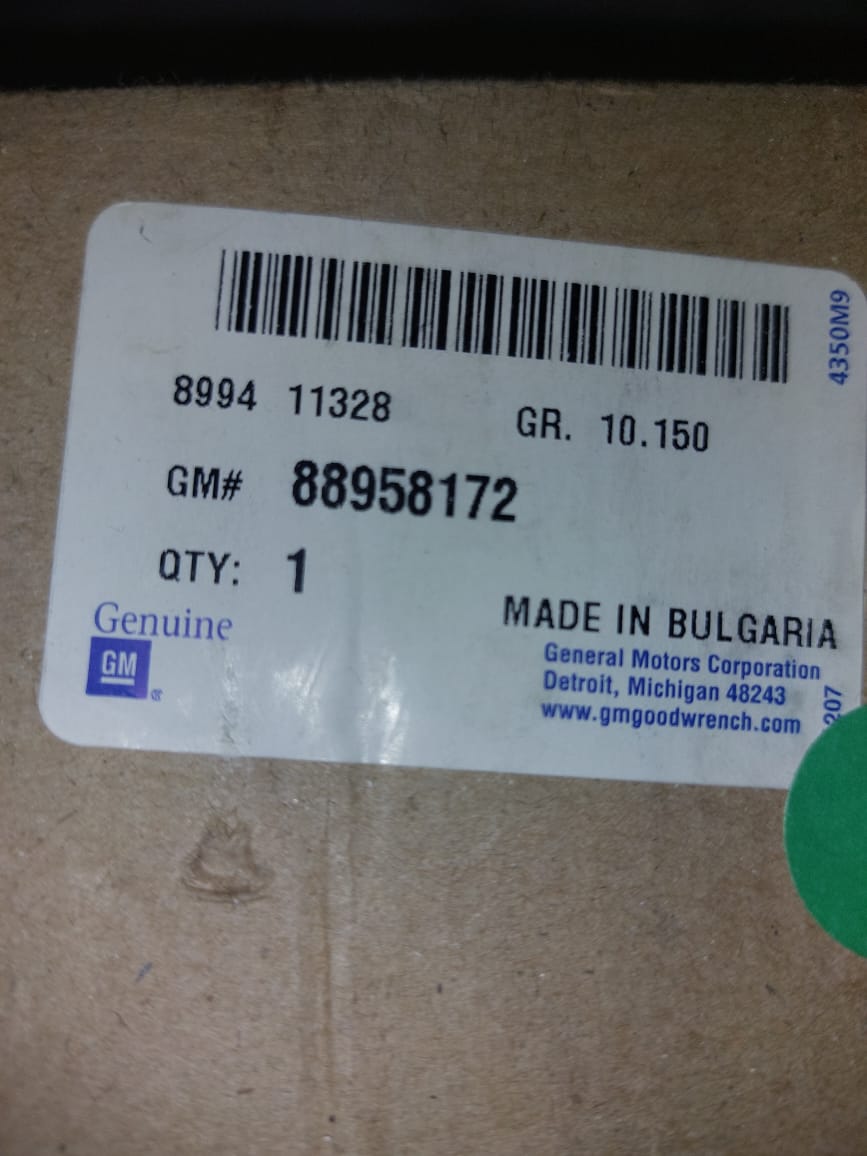 4350M9
8994 11328 GR. 10.150
GM# 88958172
QTY: 1
Genuine
GM
®
MADE IN BULGARIA
General Motors Corporation
Detroit, Michigan 48243
www.gmgoodwrench.com
207